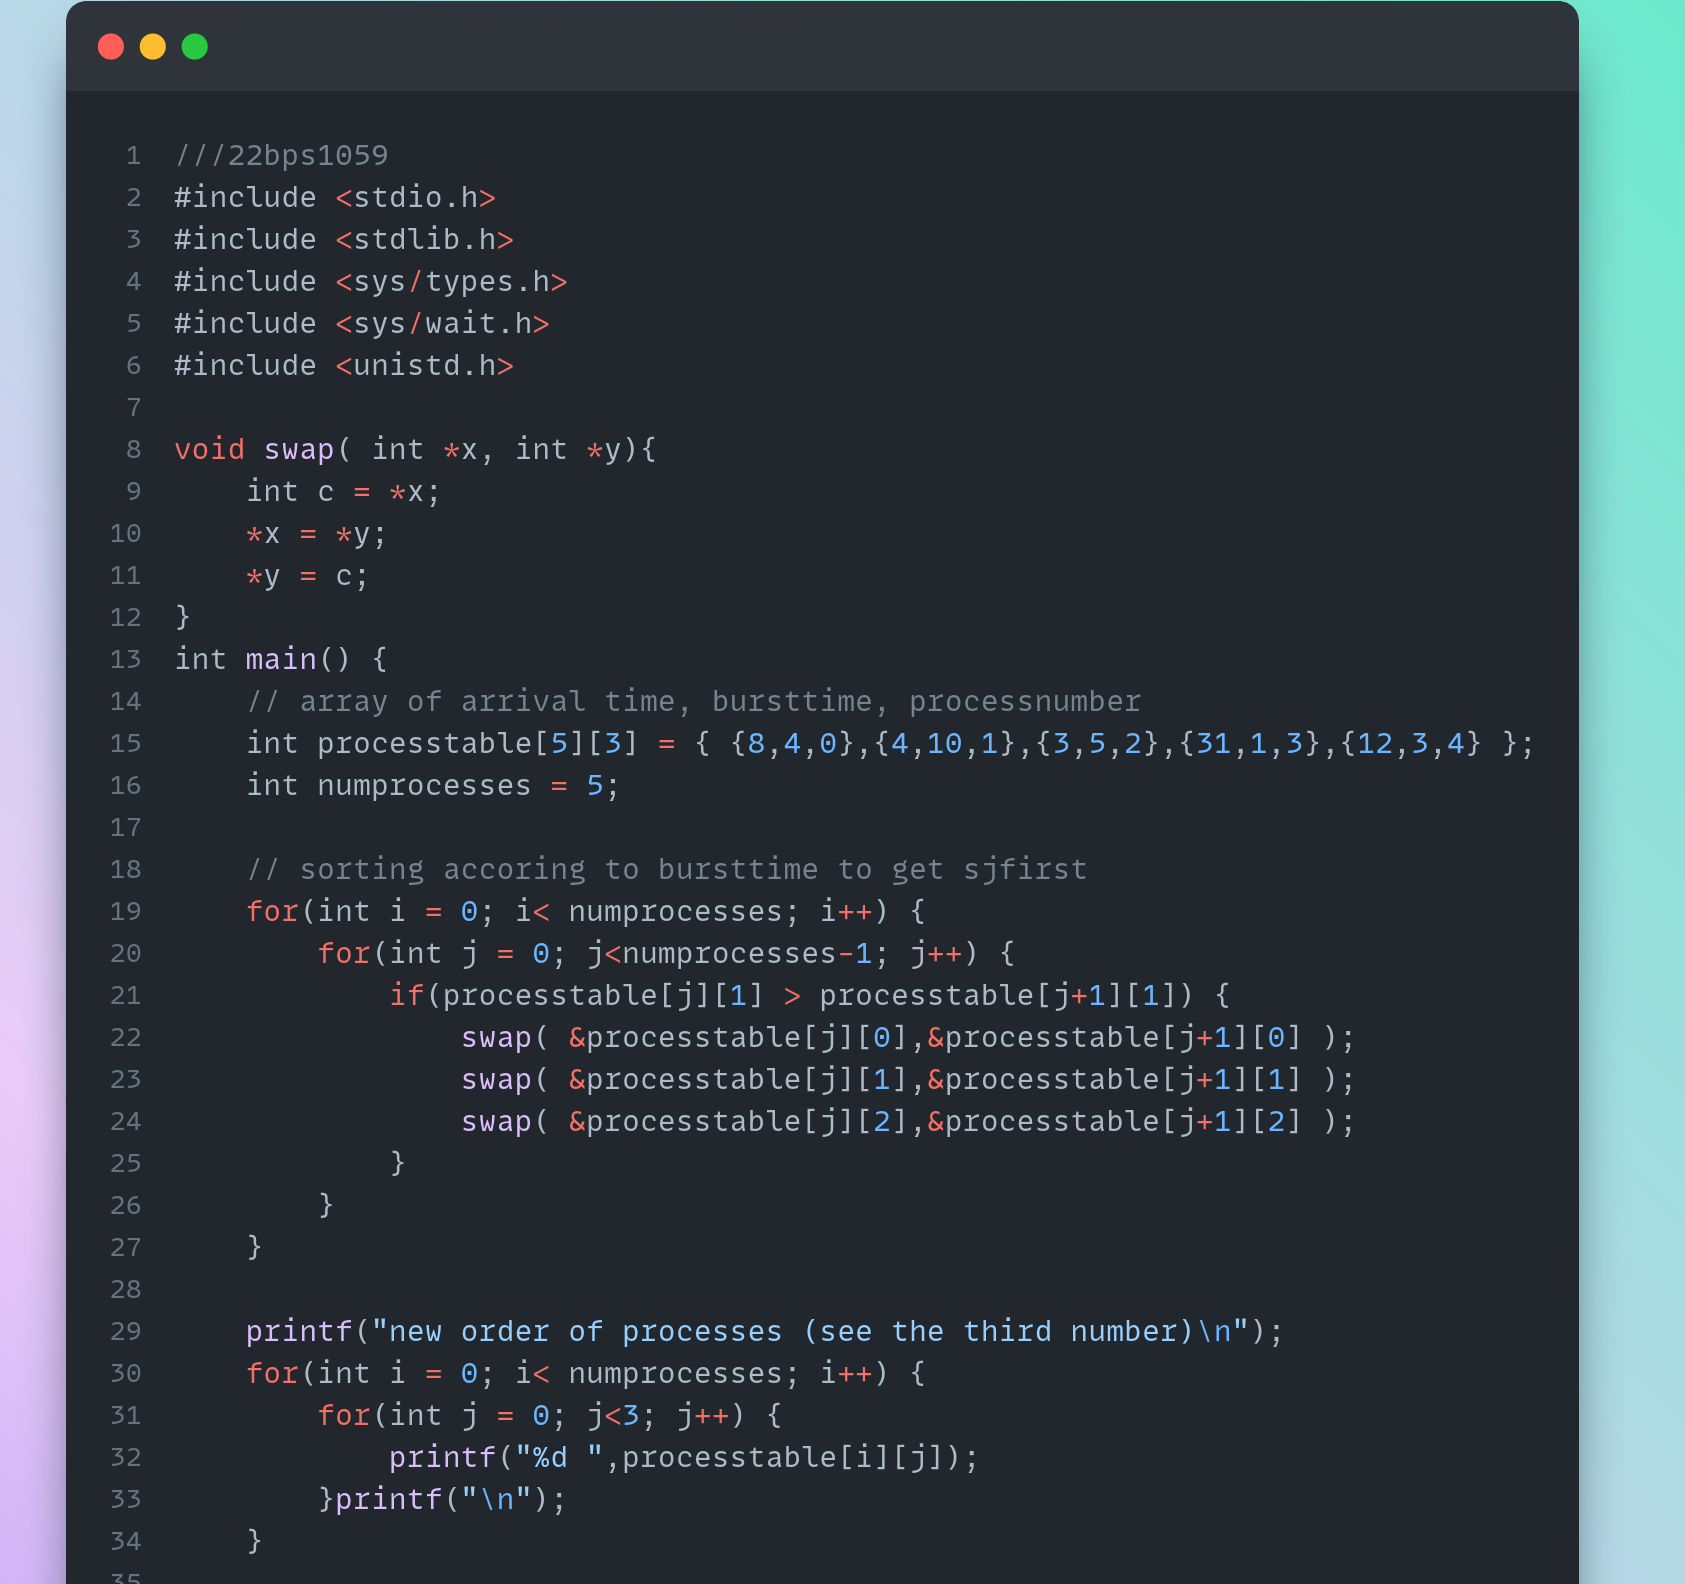 1 ///22bps1059
2 #include <stdio.h>
3 #include <stdlib.h>
4 #include <sys/types.h>
5 #include <sys/wait.h>
6 #include <unistd.h>
7
8 void swap( int *x, int *y){
9     int c = *x;
10     *x = *y;
11     *y = c;
12 }
13 int main() {
14     // array of arrival time, bursttime, processnumber
15     int processtable[5][3] = { {8,4,0},{4,10,1},{3,5,2},{31,1,3},{12,3,4} };
16     int numprocesses = 5;
17
18     // sorting accoring to bursttime to get sjfirst
19     for(int i = 0; i< numprocesses; i++) {
20         for(int j = 0; j<numprocesses-1; j++) {
21             if(processtable[j][1] > processtable[j+1][1]) {
22                 swap( &processtable[j][0],&processtable[j+1][0] );
23                 swap( &processtable[j][1],&processtable[j+1][1] );
24                 swap( &processtable[j][2],&processtable[j+1][2] );
25             }
26         }
27     }
28
29     printf("new order of processes (see the third number)\n");
30     for(int i = 0; i< numprocesses; i++) {
31         for(int j = 0; j<3; j++) {
32             printf("%d ",processtable[i][j]);
33         }printf("\n");
34     }
35